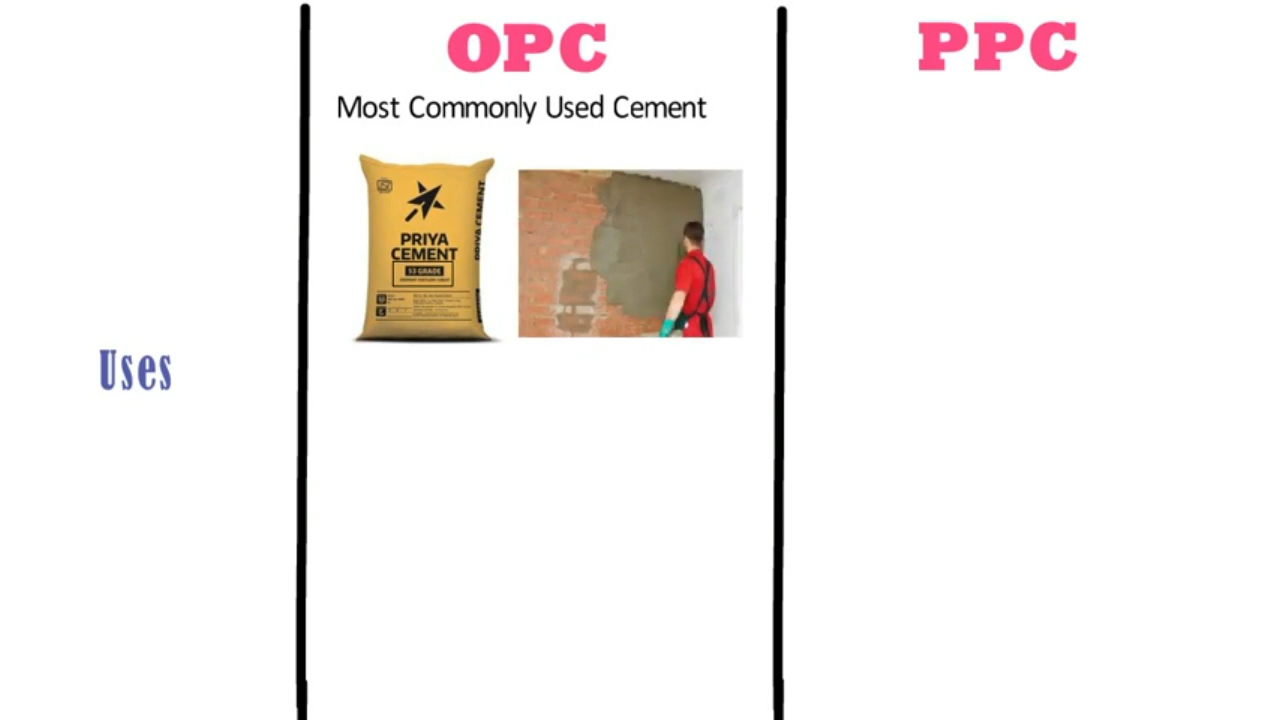 OPC
PPC
Most Commonly Used Cement
PRIYA
CEMENT
53 GRADE
PRIYA CEMENT
Uses